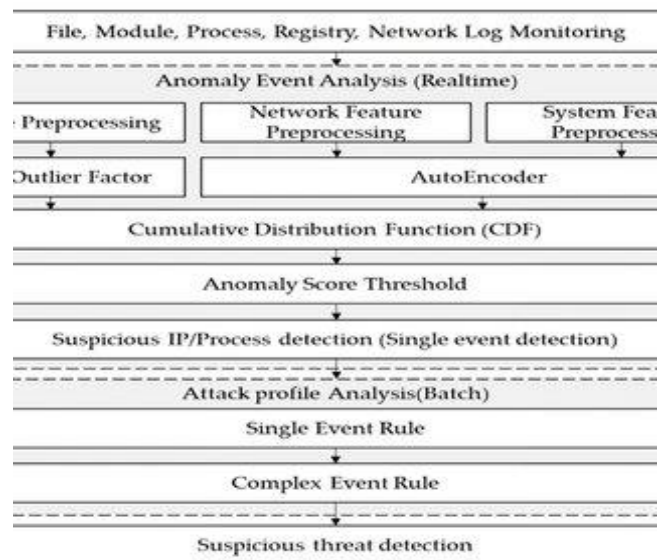 File, Module, Process, Registry, Network Log Monitoring
Anomaly Event Analysis (Realtime)
Preprocessing
Network Feature
Preprocessing
System
Outlier Factor
AutoEncoder
Cumulative Distribution Function (CDF)
Anomaly Score Threshold
Suspicious IP/Process detection (Single event detection)
Attack profile Analysis(Batch)
Single Event Rule
Complex Event Rule
Suspicious threat detection